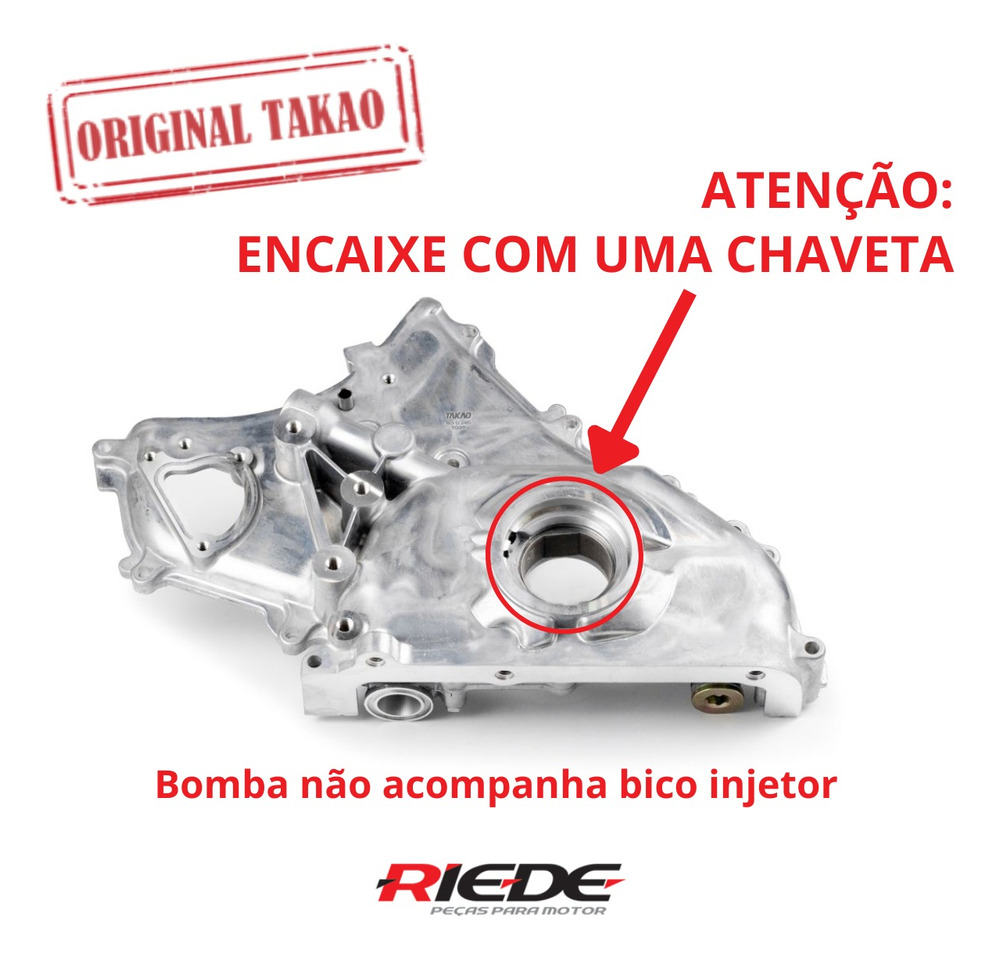 ORIGINAL TAKAO
ATENÇÃO:
ENCAIXE COM UMA CHAVETA
TAKAO
Bomba não acompanha bico injetor
RIEDE
PEÇAS PARA MOTOR